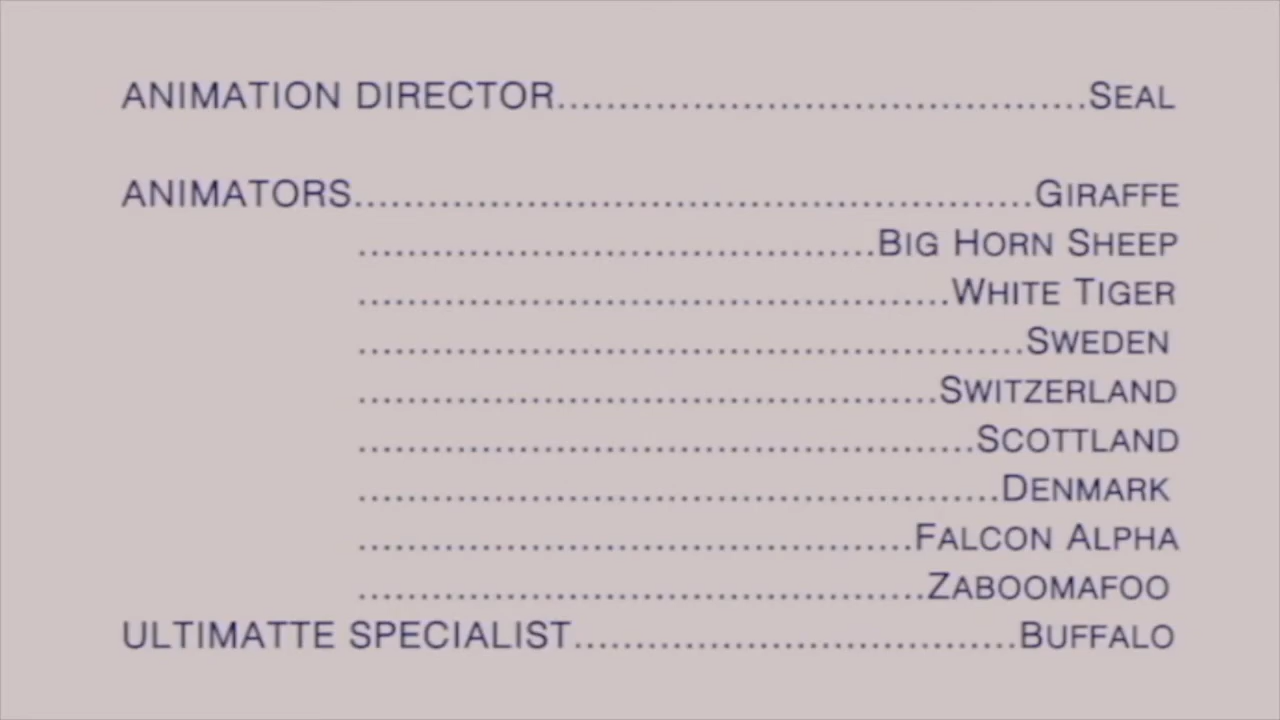 ANIMATION DIRECTOR............................................SEAL
ANIMATORS........................................................GIRAFFE
...........................................BIG HORN SHEEP
.................................................WHITE TIGER
.......................................................SWEDEN
................................................SWITZERLAND
...................................................SCOTTLAND
.....................................................DENMARK
..............................................FALCON ALPHA
...............................................ZABOOMAFOO
ULTIMATTE SPECIALIST.....................................BUFFALO